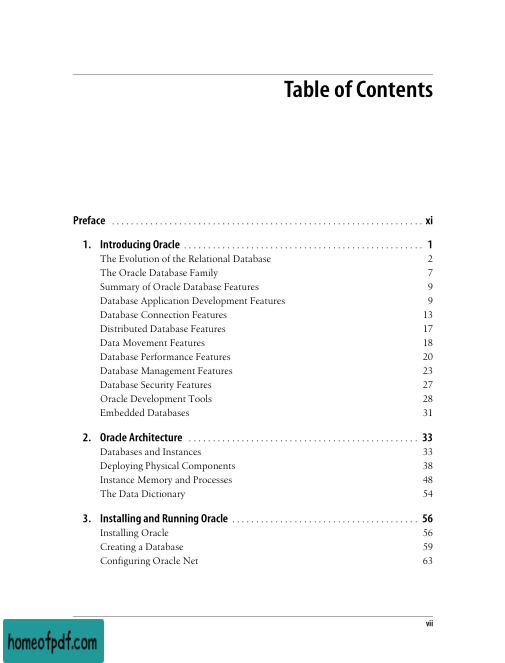 Table of Contents
Preface . . . . . . . . . . . . . . . . . . . . . . . . . . . . . . . . . . . . . . . . . . . . . . . . . . . . . . . . . . . . . . . . . xi
1. Introducing Oracle . . . . . . . . . . . . . . . . . . . . . . . . . . . . . . . . . . . . . . . . . . . . . . . . . . 1
The Evolution of the Relational Database 2
The Oracle Database Family 7
Summary of Oracle Database Features 9
Database Application Development Features 9
Database Connection Features 13
Distributed Database Features 17
Data Movement Features 18
Database Performance Features 20
Database Management Features 23
Database Security Features 27
Oracle Development Tools 28
Embedded Databases 31
2. Oracle Architecture . . . . . . . . . . . . . . . . . . . . . . . . . . . . . . . . . . . . . . . . . . . . . . . . 33
Databases and Instances 33
Deploying Physical Components 38
Instance Memory and Processes 48
The Data Dictionary 54
3. Installing and Running Oracle . . . . . . . . . . . . . . . . . . . . . . . . . . . . . . . . . . . . . . . 56
Installing Oracle 56
Creating a Database 59
Configuring Oracle Net 63
vii
homeofpdf.com